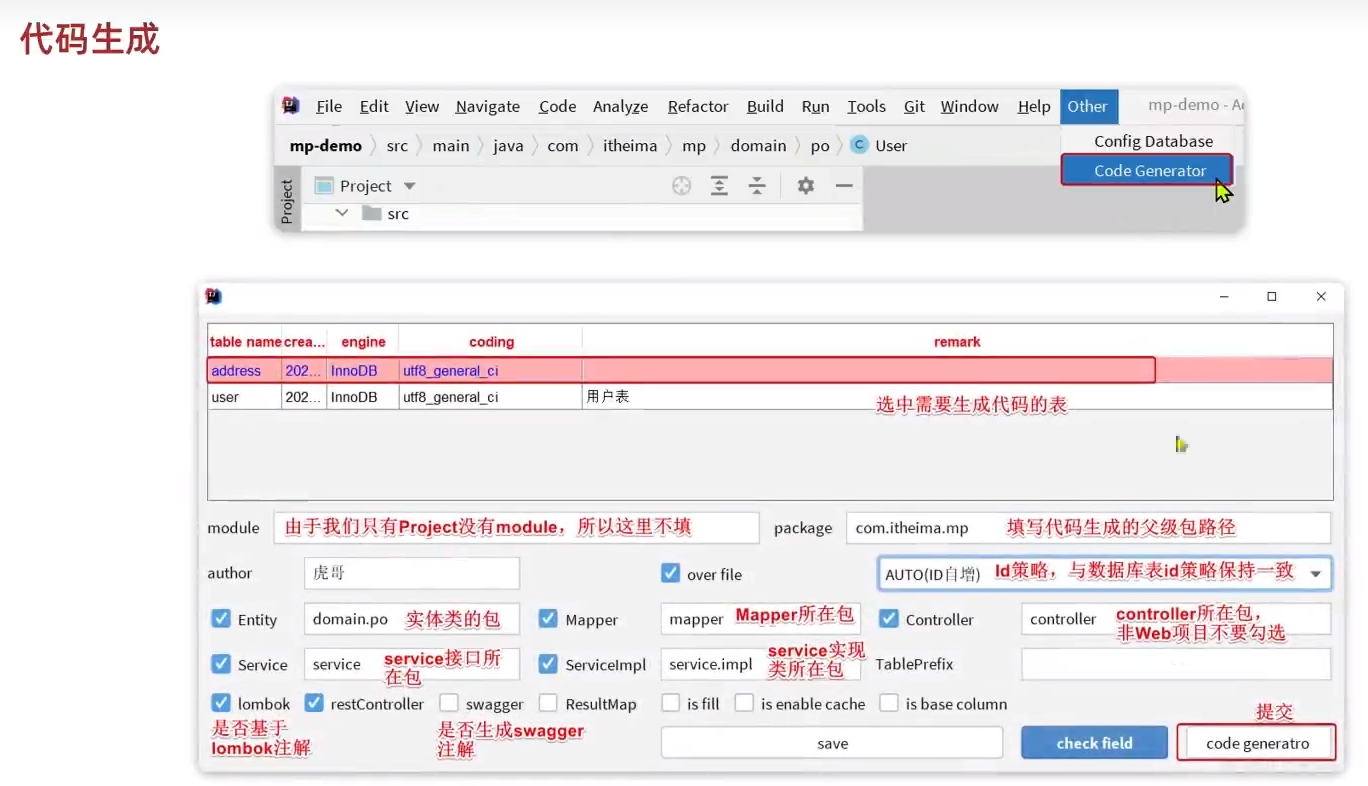 代码生成
File Edit View Navigate Code Analyze Refactor Build Run Tools Git Window Help Other mp-demo - A
mp-demo src main java com itheima mp domain po C User
Config Database
Code Generator
Project
Project
src
table name crea... engine coding remark
address 202... InnoDB utf8_general_ci
user 202... InnoDB utf8_general_ci 用户表
选中需要生成代码的表
module 由于我们只有Project没有module，所以这里不填 package com.itheima.mp 填写代码生成的父级包路径
author 虎哥 over file AUTO(ID自增) Id策略，与数据库表id策略保持一致
Entity domain.po 实体类的包 Mapper mapper Mapper所在包 Controller controller controller所在包，
非Web项目不要勾选
Service service service接口所
在包
ServiceImpl service.impl service实现
类所在包
TablePrefix
lombok restController swagger ResultMap is fill is enable cache is base column
是否基于
lombok注解
是否生成swagger
注解
提交
save check field code generatro